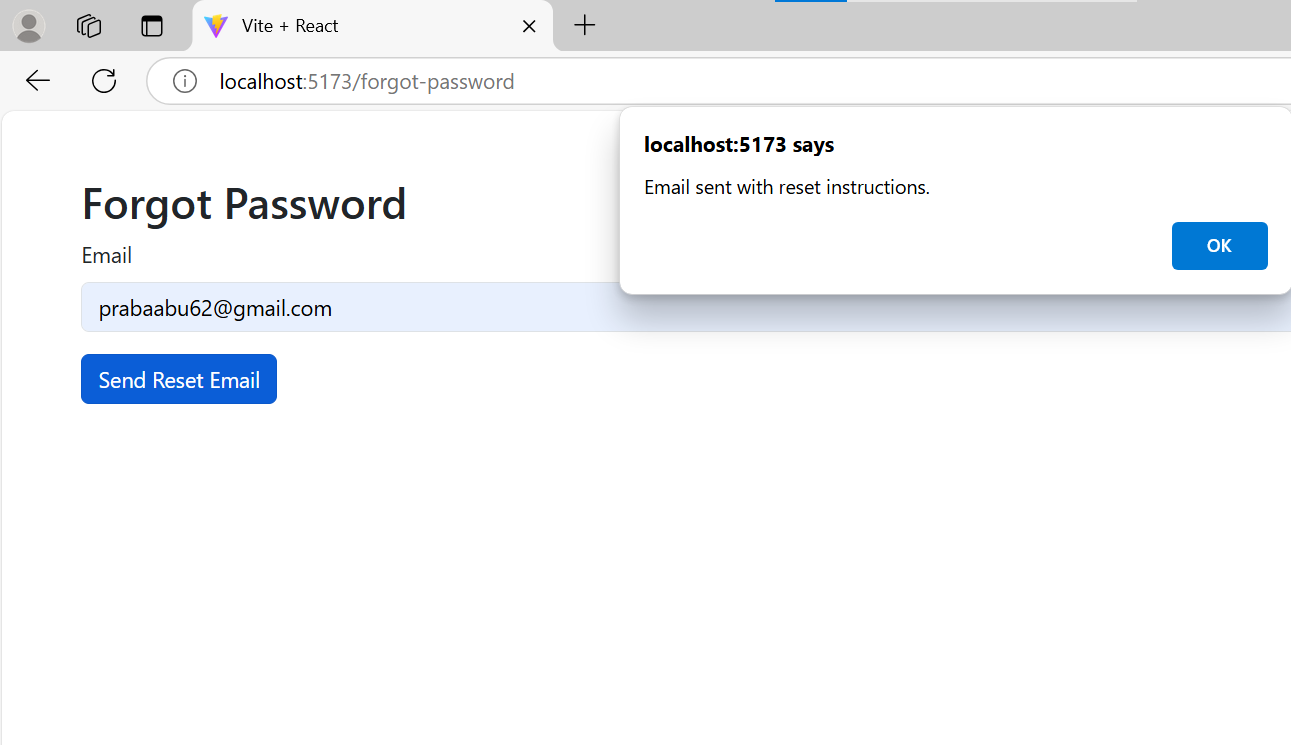 Vite + React
localhost:5173/forgot-password
localhost:5173 says
Email sent with reset instructions.
OK
Forgot Password
Email
prabaabu62@gmail.com
Send Reset Email